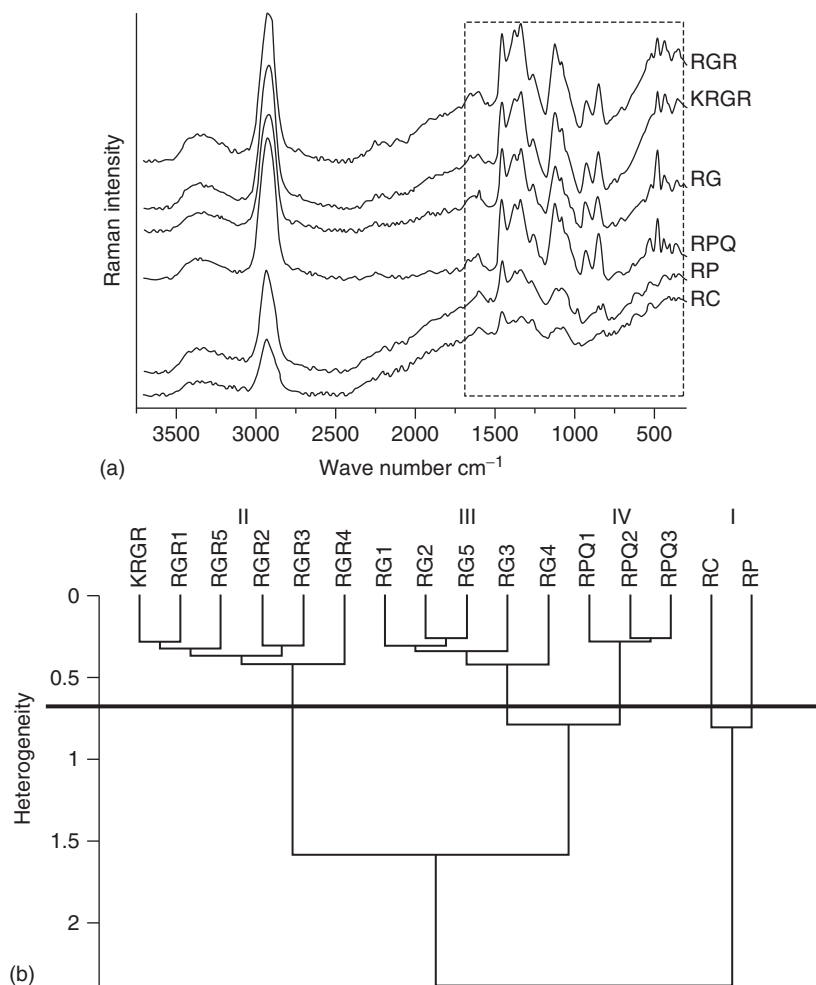 RGR
KRGR
RG
RPQ
RP
RC
Raman intensity
3500 3000 2500 2000 1500 1000 500
(a) Wave number cm⁻¹
II III IV I
KRGR RGR1 RGR5 RGR2 RGR3 RGR4 RG1 RG2 RG5 RG3 RG4 RPQ1 RPQ2 RPQ3 RC RP
0
0.5
Heterogeneity
1
1.5
2
(b)